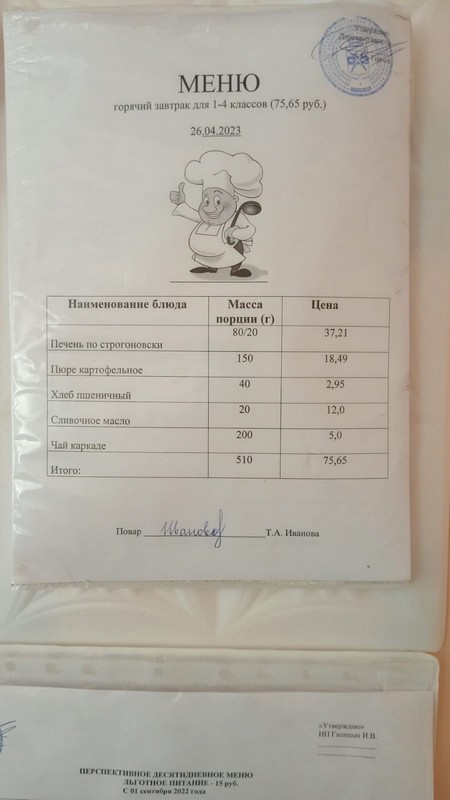 Утверждаю
МЕНЮ
горячий завтрак для 1-4 классов (75,65 руб.)
26.04.2023
Наименование блюда Масса порции (г) Цена
Печень по строгоновски 80/20 37,21
Пюре картофельное 150 18,49
Хлеб пшеничный 40 2,95
Сливочное масло 20 12,0
Чай каркаде 200 5,0
Итого: 510 75,65
Повар Иванова Т.А. Иванова
«Утверждаю»
ИП Галицын И.В.
ПЕРСПЕКТИВНОЕ ДЕСЯТИДНЕВНОЕ МЕНЮ
ЛЬГОТНОЕ ПИТАНИЕ - 15 руб.
С 01 сентября 2022 года